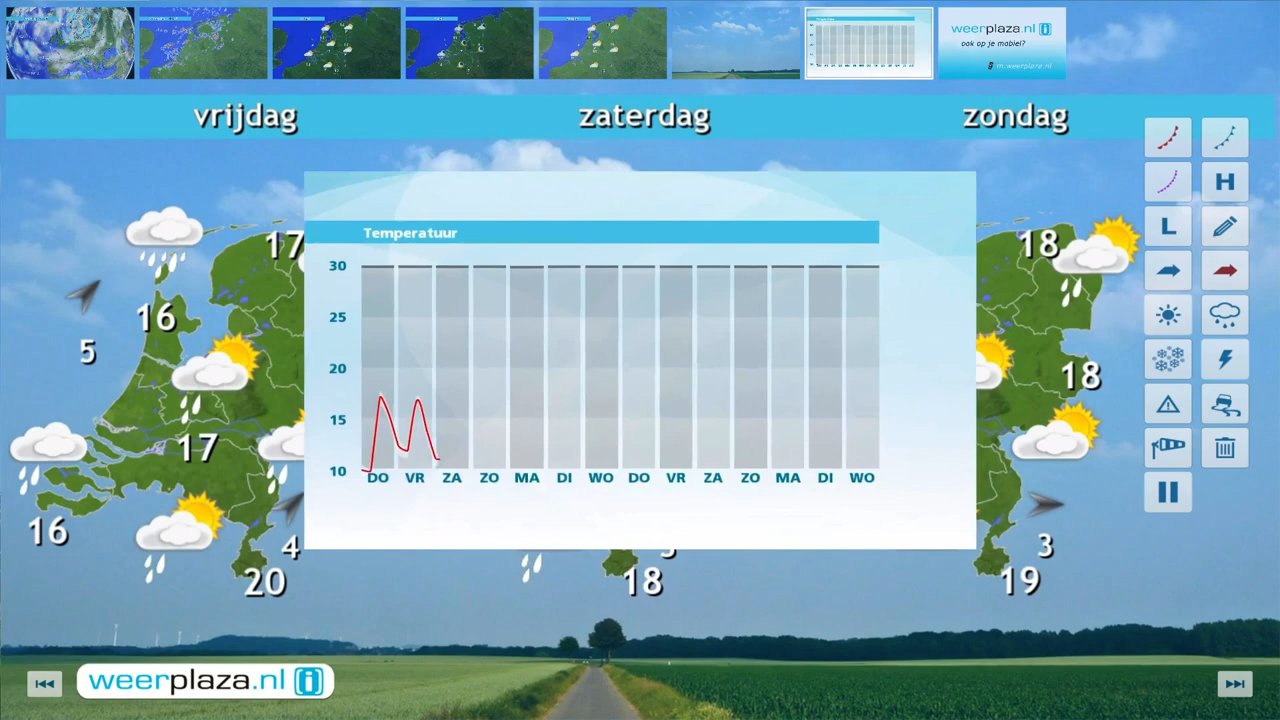 weerplaza.nl i
ook op je mobiel?
m.weerplaza.nl
vrijdag zaterdag zondag
H
L
17
18
16
5
18
17
16
4
20
18
3
19
Temperatuur
30
25
20
15
10
DO VR ZA ZO MA DI WO DO VR ZA ZO MA DI WO
weerplaza.nl i